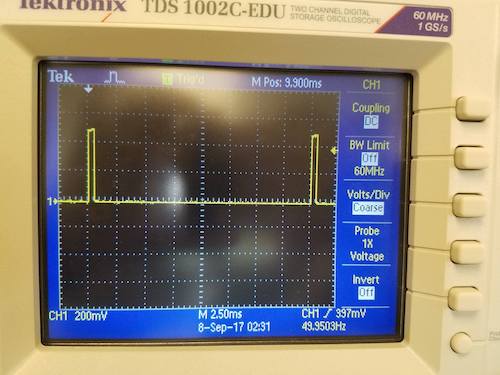 Tektronix TDS 1002C-EDU TWO CHANNEL DIGITAL STORAGE OSCILLOSCOPE
60 MHz
1 GS/s
Tek T Trig'd M Pos: 9.900ms CH1
Coupling
DC
BW Limit
Off
60MHz
Volts/Div
Coarse
Probe
1X
Voltage
Invert
Off
1
CH1 200mV M 2.50ms CH1 397mV
8-Sep-17 02:31 49.9503Hz